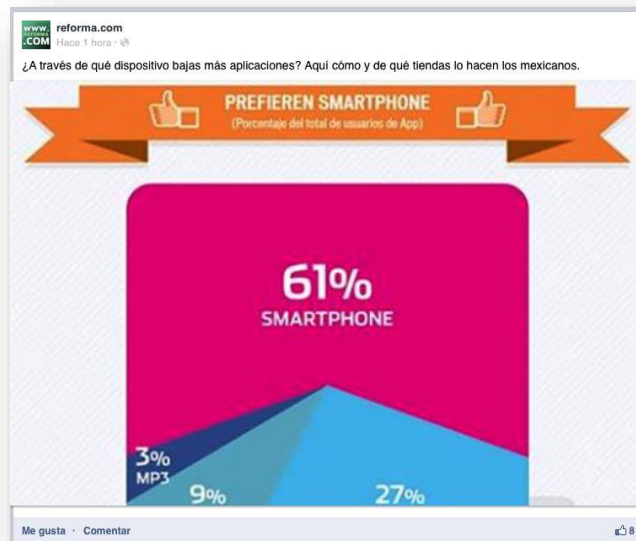 www.
REFORMA
.COM
reforma.com
Hace 1 hora ·
¿A través de qué dispositivo bajas más aplicaciones? Aquí cómo y de qué tiendas lo hacen los mexicanos.
PREFIEREN SMARTPHONE
(Porcentaje del total de usuarios de App)
61%
SMARTPHONE
3%
MP3
9%
27%
Me gusta · Comentar
8